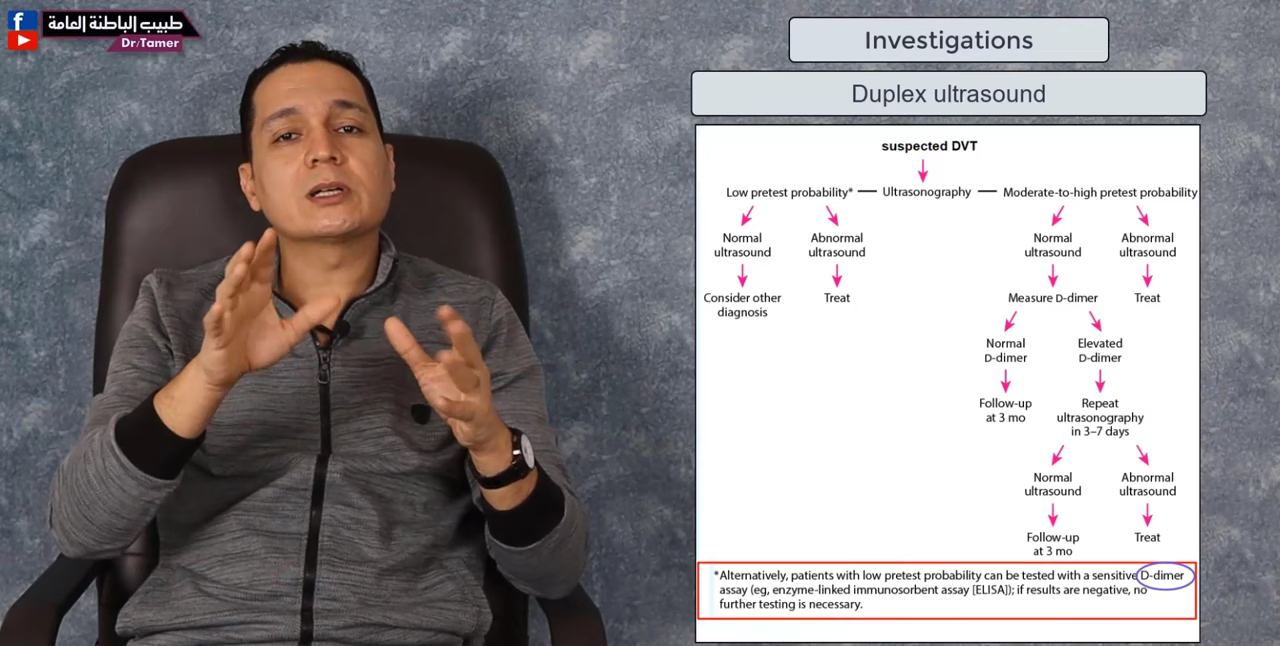 f
طبيب الباطنة العامة
Dr/Tamer
Investigations
Duplex ultrasound
suspected DVT
Low pretest probability* — Ultrasonography — Moderate-to-high pretest probability
Normal
ultrasound
Abnormal
ultrasound
Normal
ultrasound
Abnormal
ultrasound
Consider other
diagnosis
Treat
Measure D-dimer
Treat
Normal
D-dimer
Elevated
D-dimer
Follow-up
at 3 mo
Repeat
ultrasonography
in 3–7 days
Normal
ultrasound
Abnormal
ultrasound
Follow-up
at 3 mo
Treat
*Alternatively, patients with low pretest probability can be tested with a sensitive D-dimer
assay (eg, enzyme-linked immunosorbent assay [ELISA]); if results are negative, no
further testing is necessary.